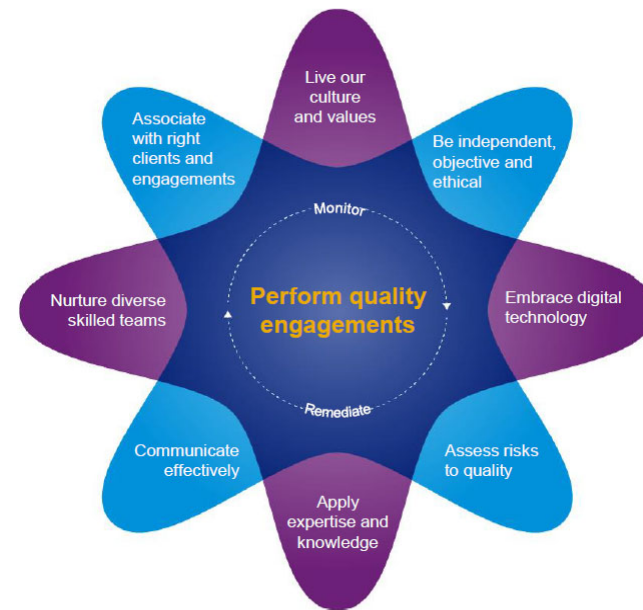 Live our
culture
and values
Be independent,
objective and
ethical
Embrace digital
technology
Assess risks
to quality
Apply
expertise and
knowledge
Communicate
effectively
Nurture diverse
skilled teams
Associate
with right
clients and
engagements
Monitor
Perform quality
engagements
Remediate